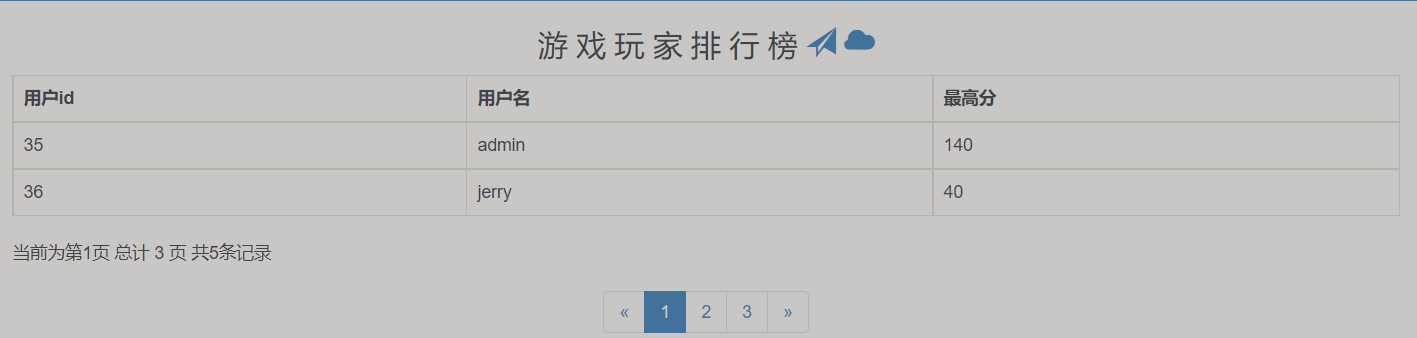 游 戏 玩 家 排 行 榜
用户id 用户名 最高分
35 admin 140
36 jerry 40
当前为第1页 总计 3 页 共5条记录
« 1 2 3 »